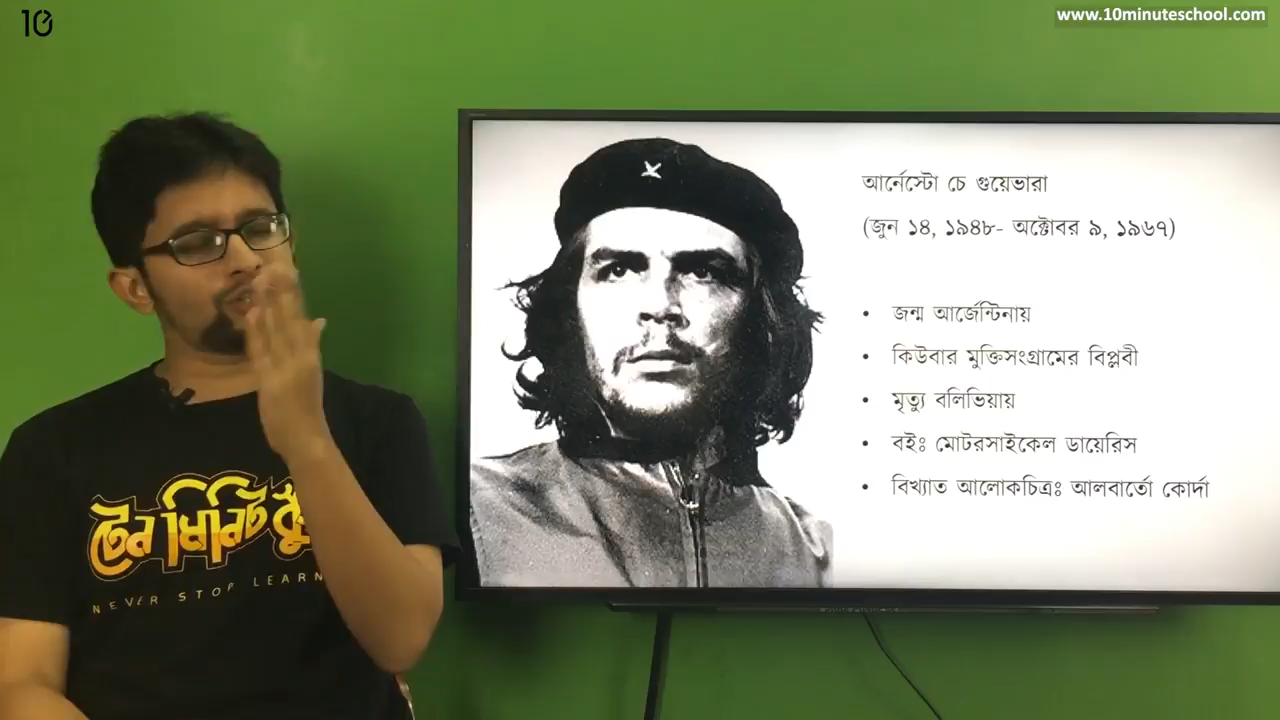 10
www.10minuteschool.com
আর্নেস্টো চে গুয়েভারা
(জুন ১৪, ১৯৪৮- অক্টোবর ৯, ১৯৬৭)
• জন্ম আর্জেন্টিনায়
• কিউবার মুক্তিসংগ্রামের বিপ্লবী
• মৃত্যু বলিভিয়ায়
• বইঃ মোটরসাইকেল ডায়েরিস
• বিখ্যাত আলোকচিত্রঃ আলবার্তো কোর্দা
টেন মিনিট স্কু
NEVER STOP LEARN